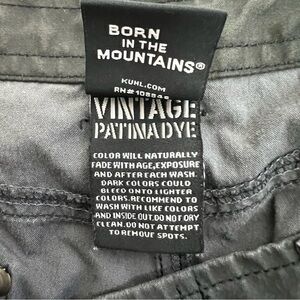 BORN
IN THE
MOUNTAINS®
KUHL.COM
VINTAGE
PATINADYE
COLOR WILL NATURALLY
FADE WITH AGE,EXPOSURE
AND AFTER EACH WASH.
DARK COLORS COULD
BLEED ONTO LIGHTER
COLORS. RECOMMEND TO
WASH WITH LIKE COLORS
AND INSIDE OUT. DO NOT DRY
CLEAN. DO NOT ATTEMPT
TO REMOVE SPOTS.